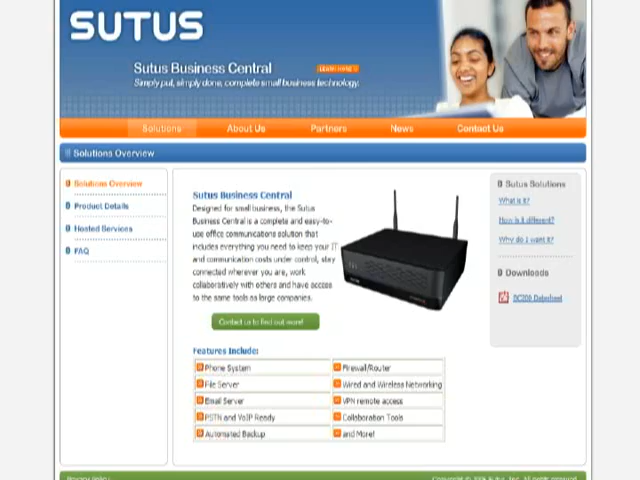 SUTUS
Sutus Business Central
LEARN MORE
Simply put, simply done, complete small business technology.
Solutions
About Us
Partners
News
Contact Us
Solutions Overview
Solutions Overview
Product Details
Hosted Services
FAQ
Sutus Business Central
Designed for small business, the Sutus
Business Central is a complete and easy-to-
use office communications solution that
includes everything you need to keep your IT
and communication costs under control, stay
connected wherever you are, work
collaboratively with others and have access
to the same tools as large companies.
Contact us to find out more!
Features Include:
Phone System
Firewall/Router
File Server
Wired and Wireless Networking
Email Server
VPN remote access
PSTN and VoIP Ready
Collaboration Tools
Automated Backup
and More!
Sutus Solutions
What is it?
How is it different?
Why do I want it?
Downloads
BC200 Datasheet
Privacy Policy